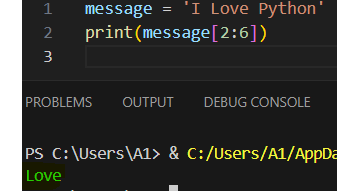 1 message = 'I Love Python'
2 print(message[2:6])
3
PROBLEMS OUTPUT DEBUG CONSOLE
PS C:\Users\A1> & C:/Users/A1/AppDa
Love